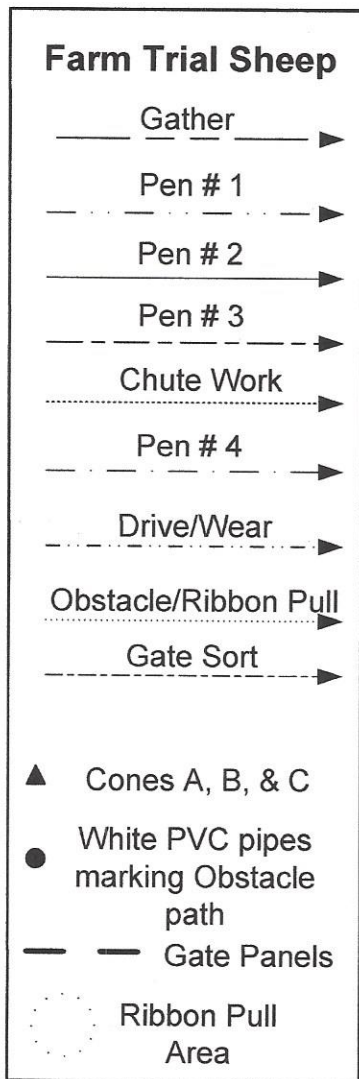 Farm Trial Sheep
Gather
Pen # 1
Pen # 2
Pen # 3
Chute Work
Pen # 4
Drive/Wear
Obstacle/Ribbon Pull
Gate Sort
Cones A, B, & C
White PVC pipes
marking Obstacle
path
Gate Panels
Ribbon Pull
Area